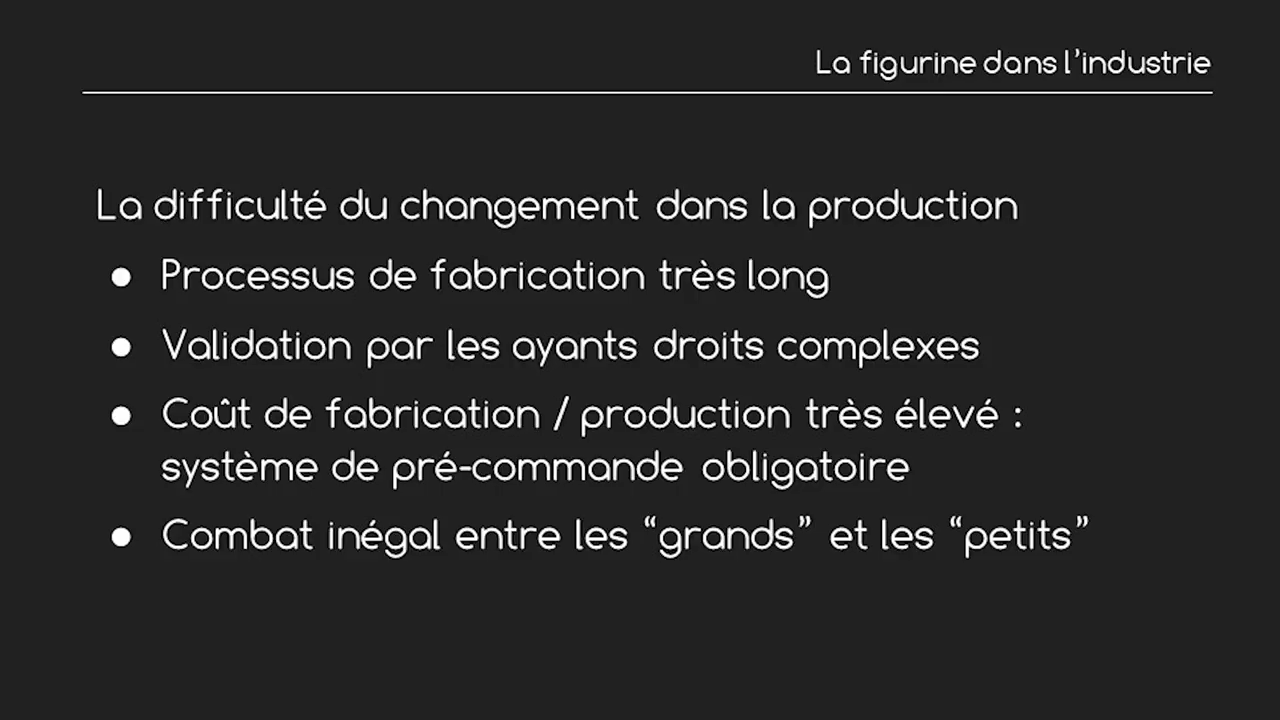 La figurine dans l’industrie
La difficulté du changement dans la production
● Processus de fabrication très long
● Validation par les ayants droits complexes
● Coût de fabrication / production très élevé :
système de pré-commande obligatoire
● Combat inégal entre les “grands” et les “petits”